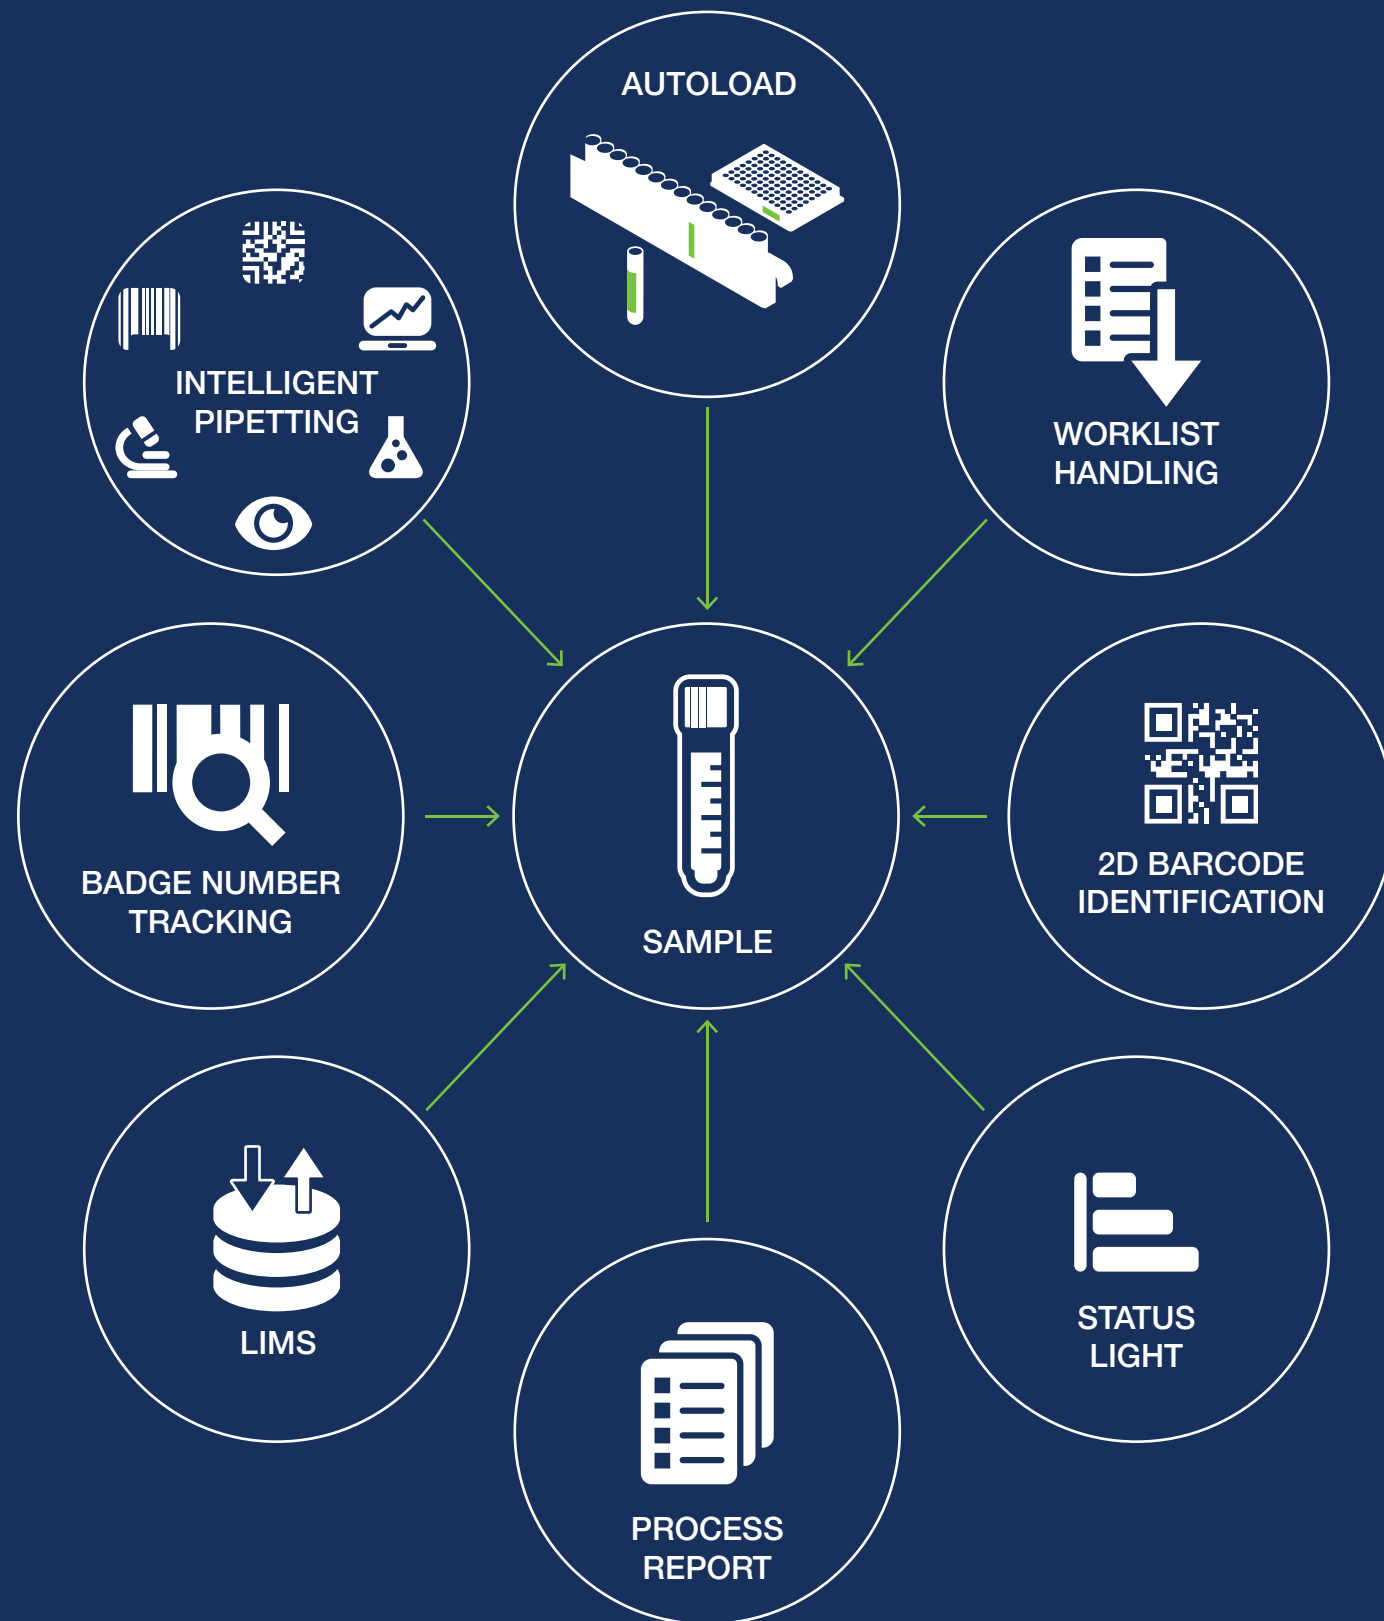 AUTOLOAD
INTELLIGENT
PIPETTING
WORKLIST
HANDLING
BADGE NUMBER
TRACKING
SAMPLE
2D BARCODE
IDENTIFICATION
LIMS
STATUS
LIGHT
PROCESS
REPORT